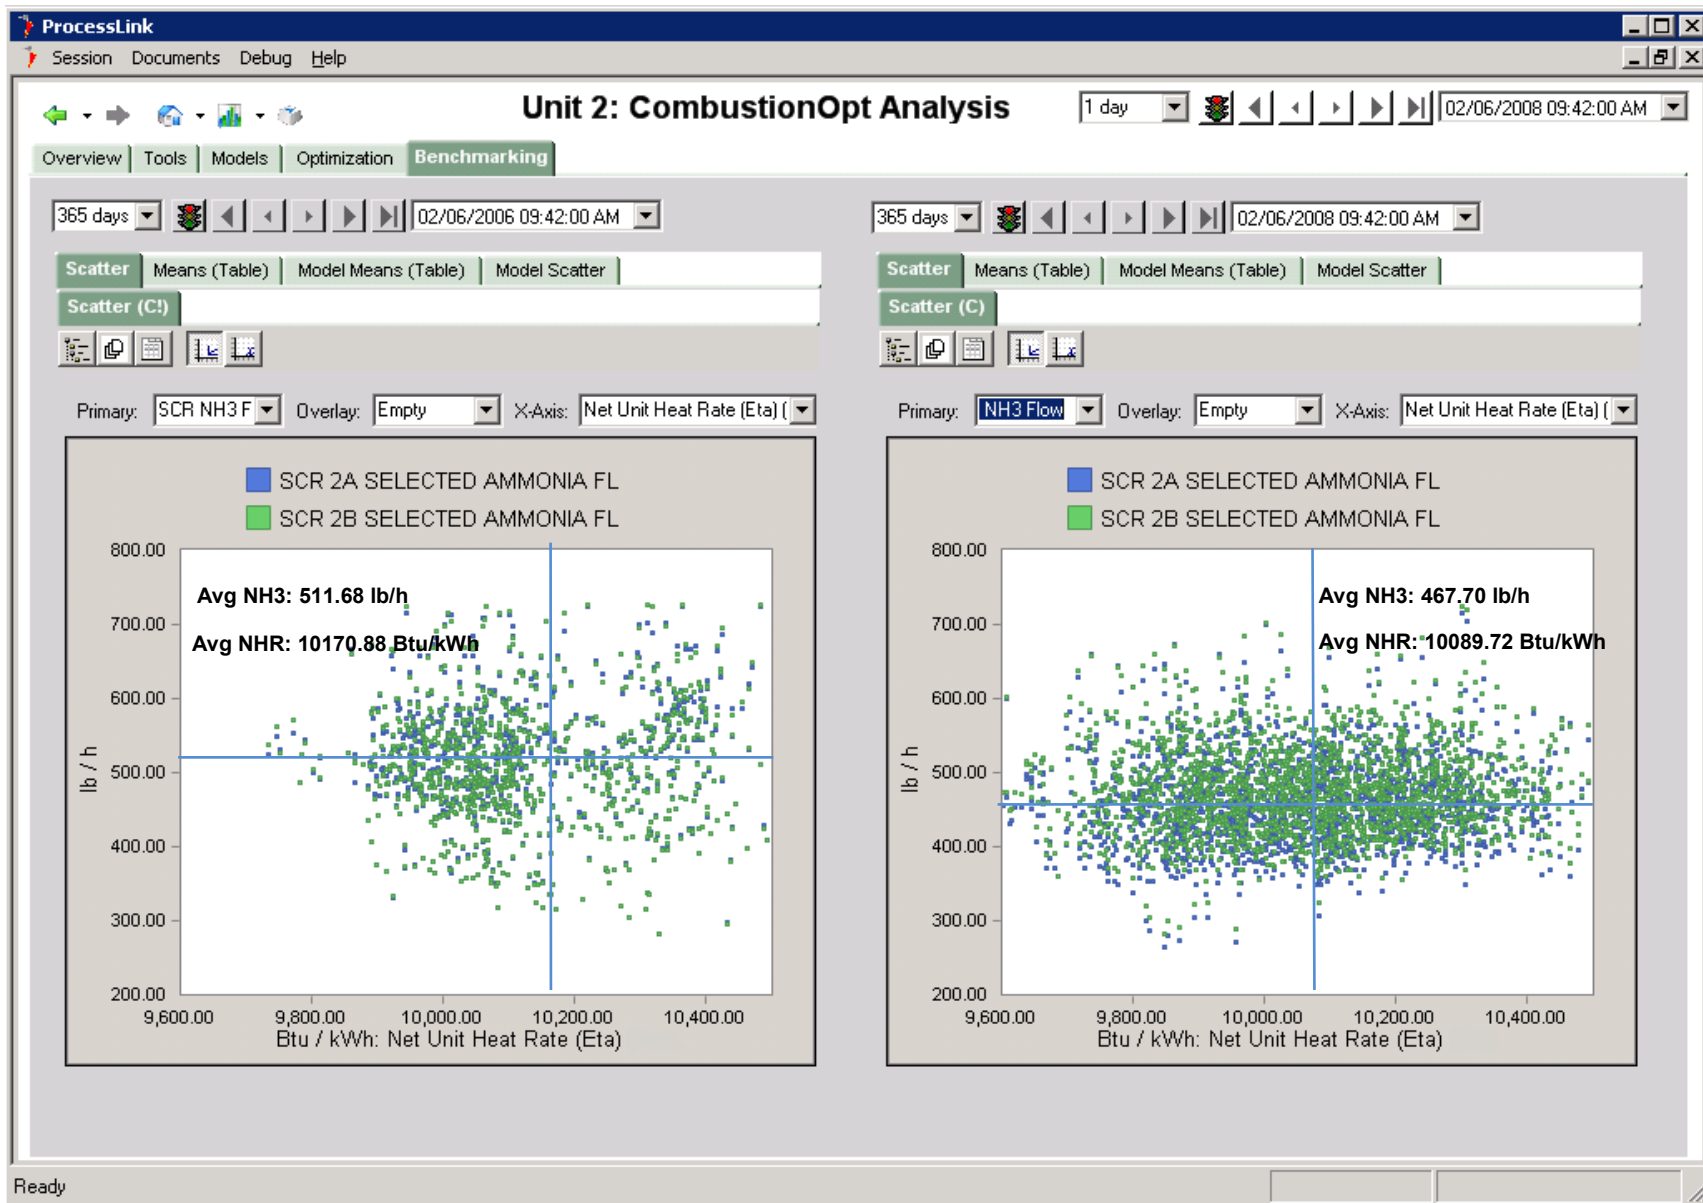 ProcessLink
Session Documents Debug Help
Unit 2: CombustionOpt Analysis
1 day
02/06/2008 09:42:00 AM
Overview Tools Models Optimization Benchmarking
365 days
02/06/2006 09:42:00 AM
Scatter Means (Table) Model Means (Table) Model Scatter
Scatter (C!)
Primary: SCR NH3 F Overlay: Empty X-Axis: Net Unit Heat Rate (Eta) (
SCR 2A SELECTED AMMONIA FL
SCR 2B SELECTED AMMONIA FL
800.00
Avg NH3: 511.68 lb/h
700.00
Avg NHR: 10170.88 Btu/kWh
600.00
lb / h
500.00
400.00
300.00
200.00
9,600.00 9,800.00 10,000.00 10,200.00 10,400.00
Btu / kWh: Net Unit Heat Rate (Eta)
365 days
02/06/2008 09:42:00 AM
Scatter Means (Table) Model Means (Table) Model Scatter
Scatter (C)
Primary: NH3 Flow Overlay: Empty X-Axis: Net Unit Heat Rate (Eta) (
SCR 2A SELECTED AMMONIA FL
SCR 2B SELECTED AMMONIA FL
800.00
Avg NH3: 467.70 lb/h
700.00
Avg NHR: 10089.72 Btu/kWh
600.00
lb / h
500.00
400.00
300.00
200.00
9,600.00 9,800.00 10,000.00 10,200.00 10,400.00
Btu / kWh: Net Unit Heat Rate (Eta)
Ready